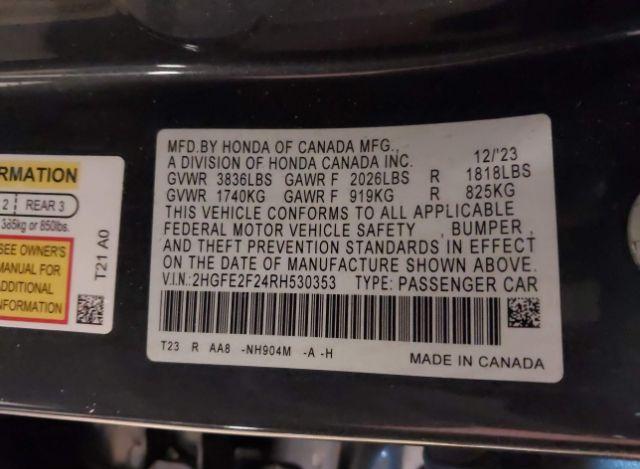 RMATION
2 REAR 3
385kg or 850lbs.
SEE OWNER'S
MANUAL FOR
ADDITIONAL
INFORMATION
T21 A0
MFD.BY HONDA OF CANADA MFG.,
A DIVISION OF HONDA CANADA INC. 12/'23
GVWR 3836LBS GAWR F 2026LBS R 1818LBS
GVWR 1740KG GAWR F 919KG R 825KG
THIS VEHICLE CONFORMS TO ALL APPLICABLE
FEDERAL MOTOR VEHICLE SAFETY , BUMPER ,
AND THEFT PREVENTION STANDARDS IN EFFECT
ON THE DATE OF MANUFACTURE SHOWN ABOVE.
V.I.N.:2HGFE2F24RH530353 TYPE: PASSENGER CAR
T23 R AA8 -NH904M -A -H
MADE IN CANADA